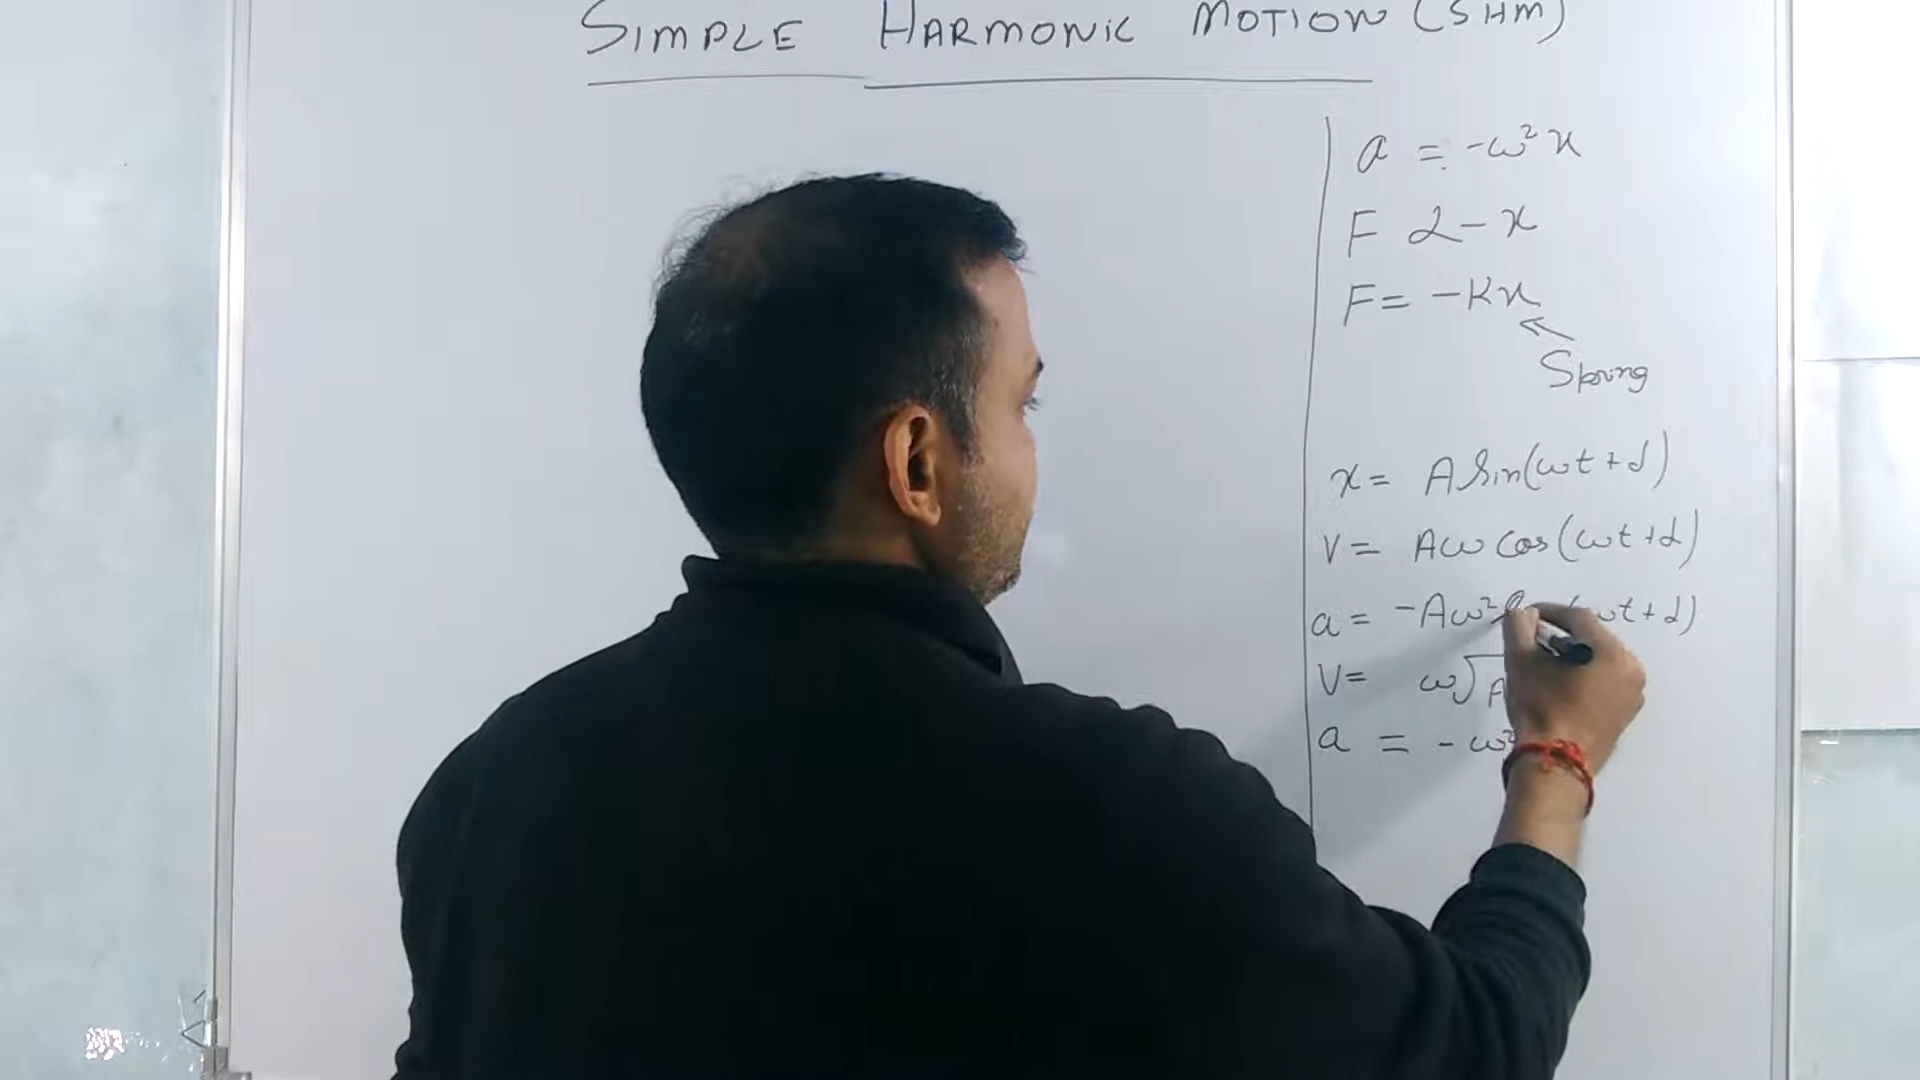 SIMPLE HARMONIC MOTION (SHM)
a = -ω²x
F α - x
F = -Kx
Spring
x = A Sin(ωt + α)
v = Aω cos(ωt + α)
a = -Aω² (ωt + α)
v = ω√A
a = -ω²